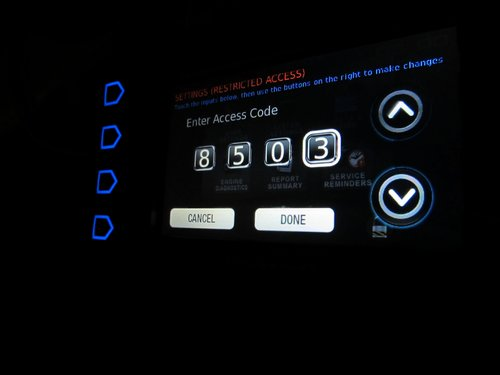 SETTINGS (RESTRICTED ACCESS)
Touch the inputs below, then use the buttons on the right to make changes
Enter Access Code
8 5 0 3
ENGINE DIAGNOSTICS
REPORT SUMMARY
SERVICE REMINDERS
CANCEL DONE